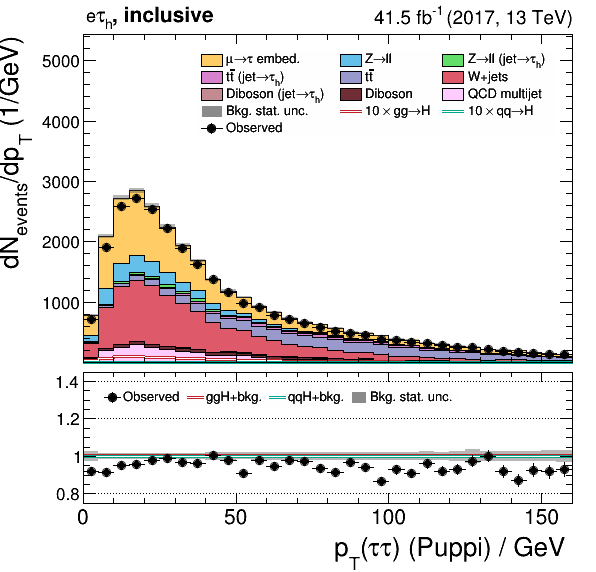 eτh, inclusive 41.5 fb⁻¹ (2017, 13 TeV)
dN_events/dp_T (1/GeV)
5000
4000
3000
2000
1000
μ→τ embed. Z→ll Z→ll (jet→τh)
tt̄ (jet→τh) tt̄ W+jets
Diboson (jet→τh) Diboson QCD multijet
Bkg. stat. unc. 10 × gg→H 10 × qq→H
Observed
1.4
1.2
1
0.8
Observed ggH+bkg. qqH+bkg. Bkg. stat. unc.
0 50 100 150
p_T(ττ) (Puppi) / GeV